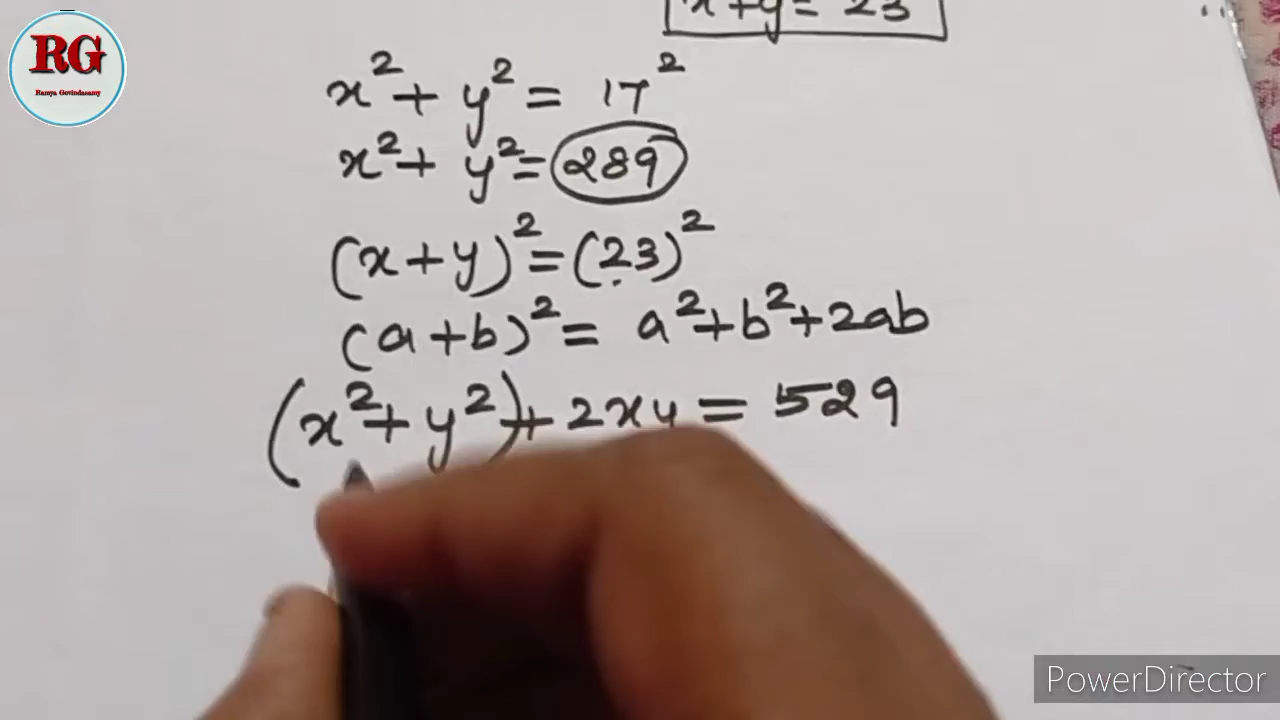 RG
Ramya Govindasamy
x+y = 23
x² + y² = 17²
x² + y² = 289
(x+y)² = (23)²
(a+b)² = a²+b²+2ab
(x²+y²)+2xy = 529
PowerDirector